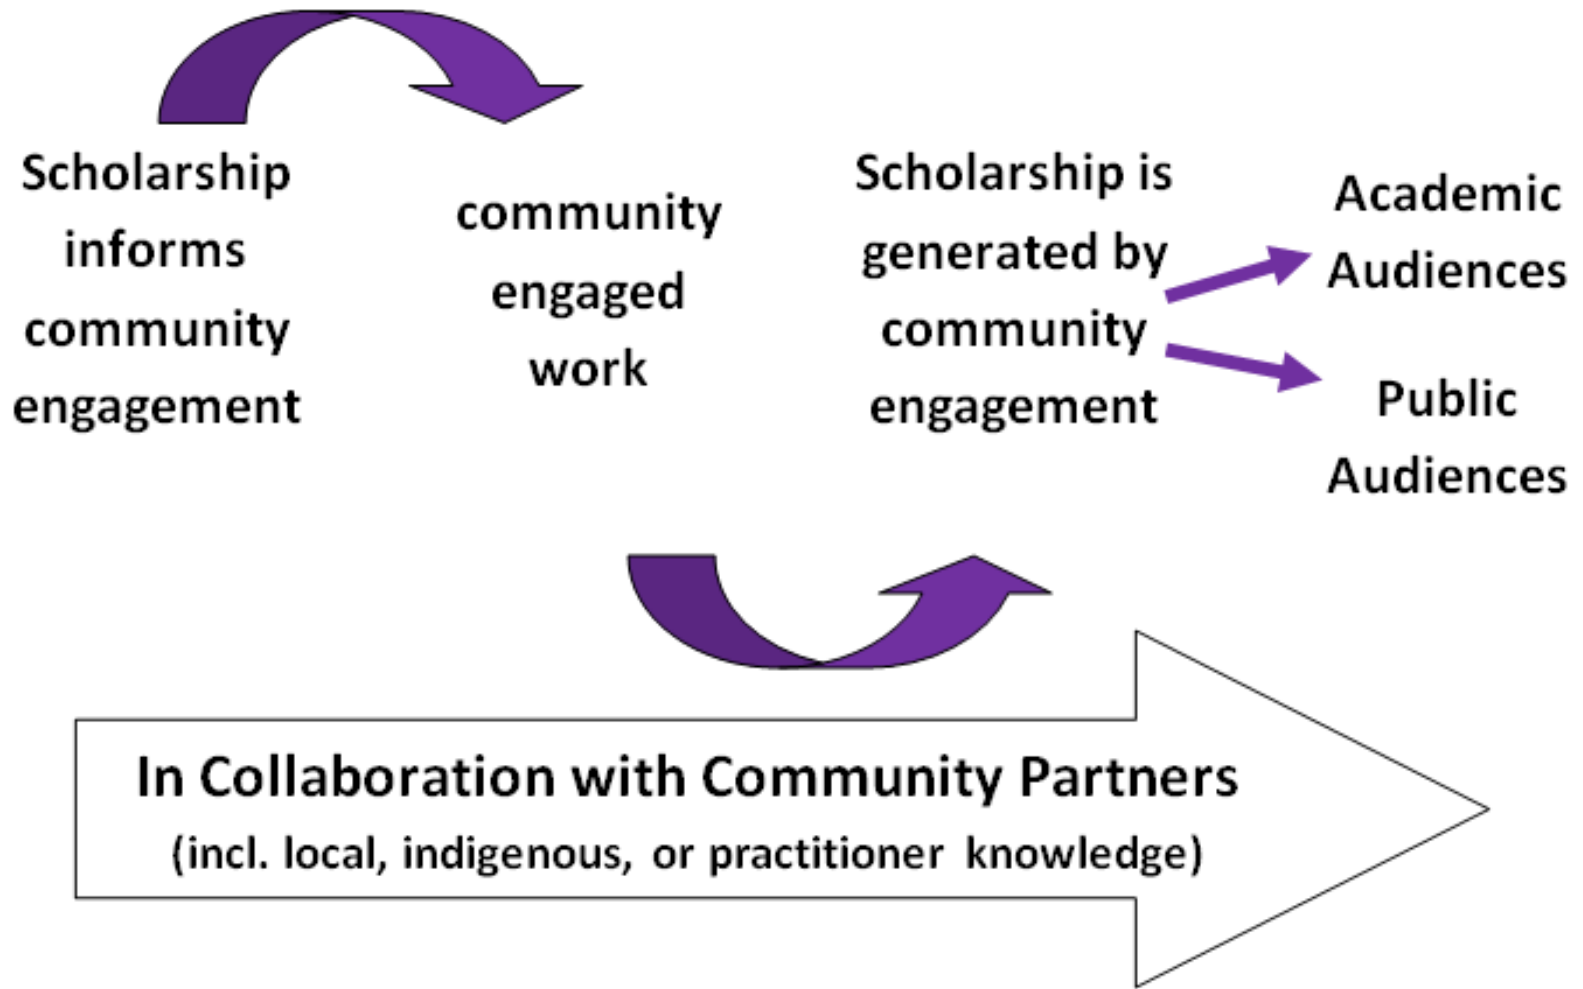 Scholarship
informs
community
engagement
community
engaged
work
Scholarship is
generated by
community
engagement
Academic
Audiences
Public
Audiences
In Collaboration with Community Partners
(incl. local, indigenous, or practitioner knowledge)